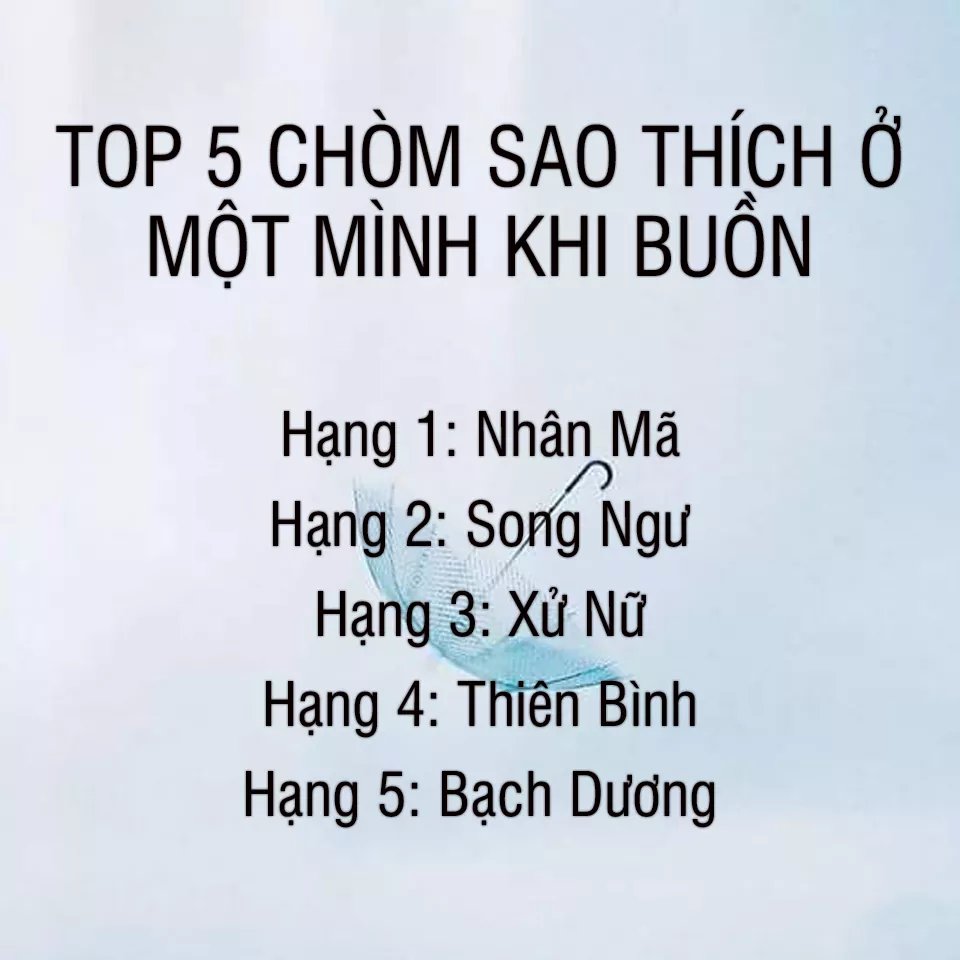 TOP 5 CHÒM SAO THÍCH Ở
MỘT MÌNH KHI BUỒN
Hạng 1: Nhân Mã
Hạng 2: Song Ngư
Hạng 3: Xử Nữ
Hạng 4: Thiên Bình
Hạng 5: Bạch Dương